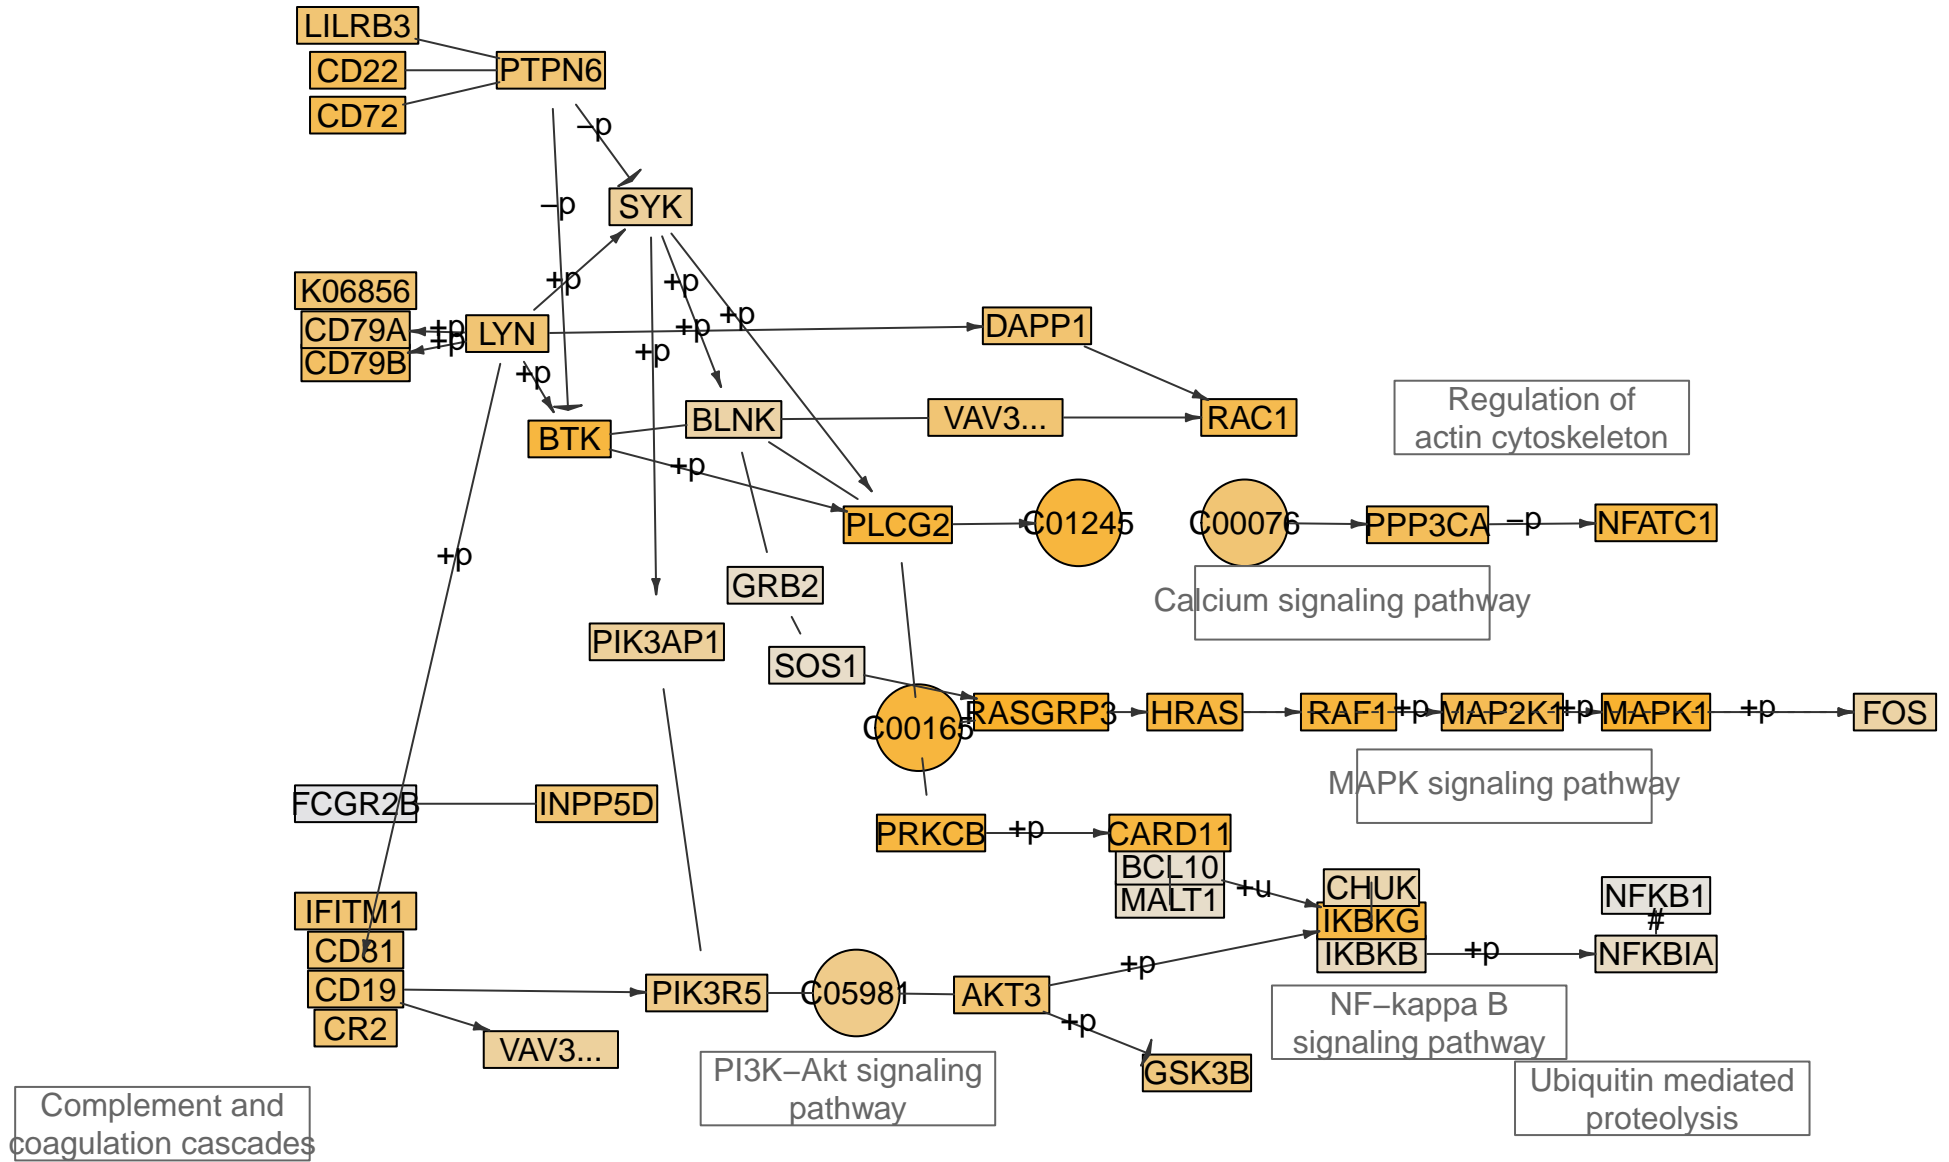 LILRB3
CD22
PTPN6
CD72
–p
–p
SYK
+p
+p
K06856
+p
CD79A
+p
LYN
+p
DAPP1
+p
CD79B
+p
+p
BTK
BLNK
VAV3...
RAC1
Regulation of
actin cytoskeleton
+p
PLCG2
C01245
C00076
PPP3CA
–p
NFATC1
+p
GRB2
Calcium signaling pathway
PIK3AP1
SOS1
C00165
RASGRP3
HRAS
RAF1
+p
MAP2K1
+p
MAPK1
+p
FOS
MAPK signaling pathway
FCGR2B
INPP5D
PRKCB
+p
CARD11
BCL10
MALT1
+u
CHUK
IKBKG
IKBKB
+p
NFKB1
#
NFKBIA
IFITM1
CD81
CD19
CR2
VAV3...
PIK3R5
C05981
AKT3
+p
+p
GSK3B
NF–kappa B
signaling pathway
PI3K–Akt signaling
pathway
Ubiquitin mediated
proteolysis
Complement and
coagulation cascades